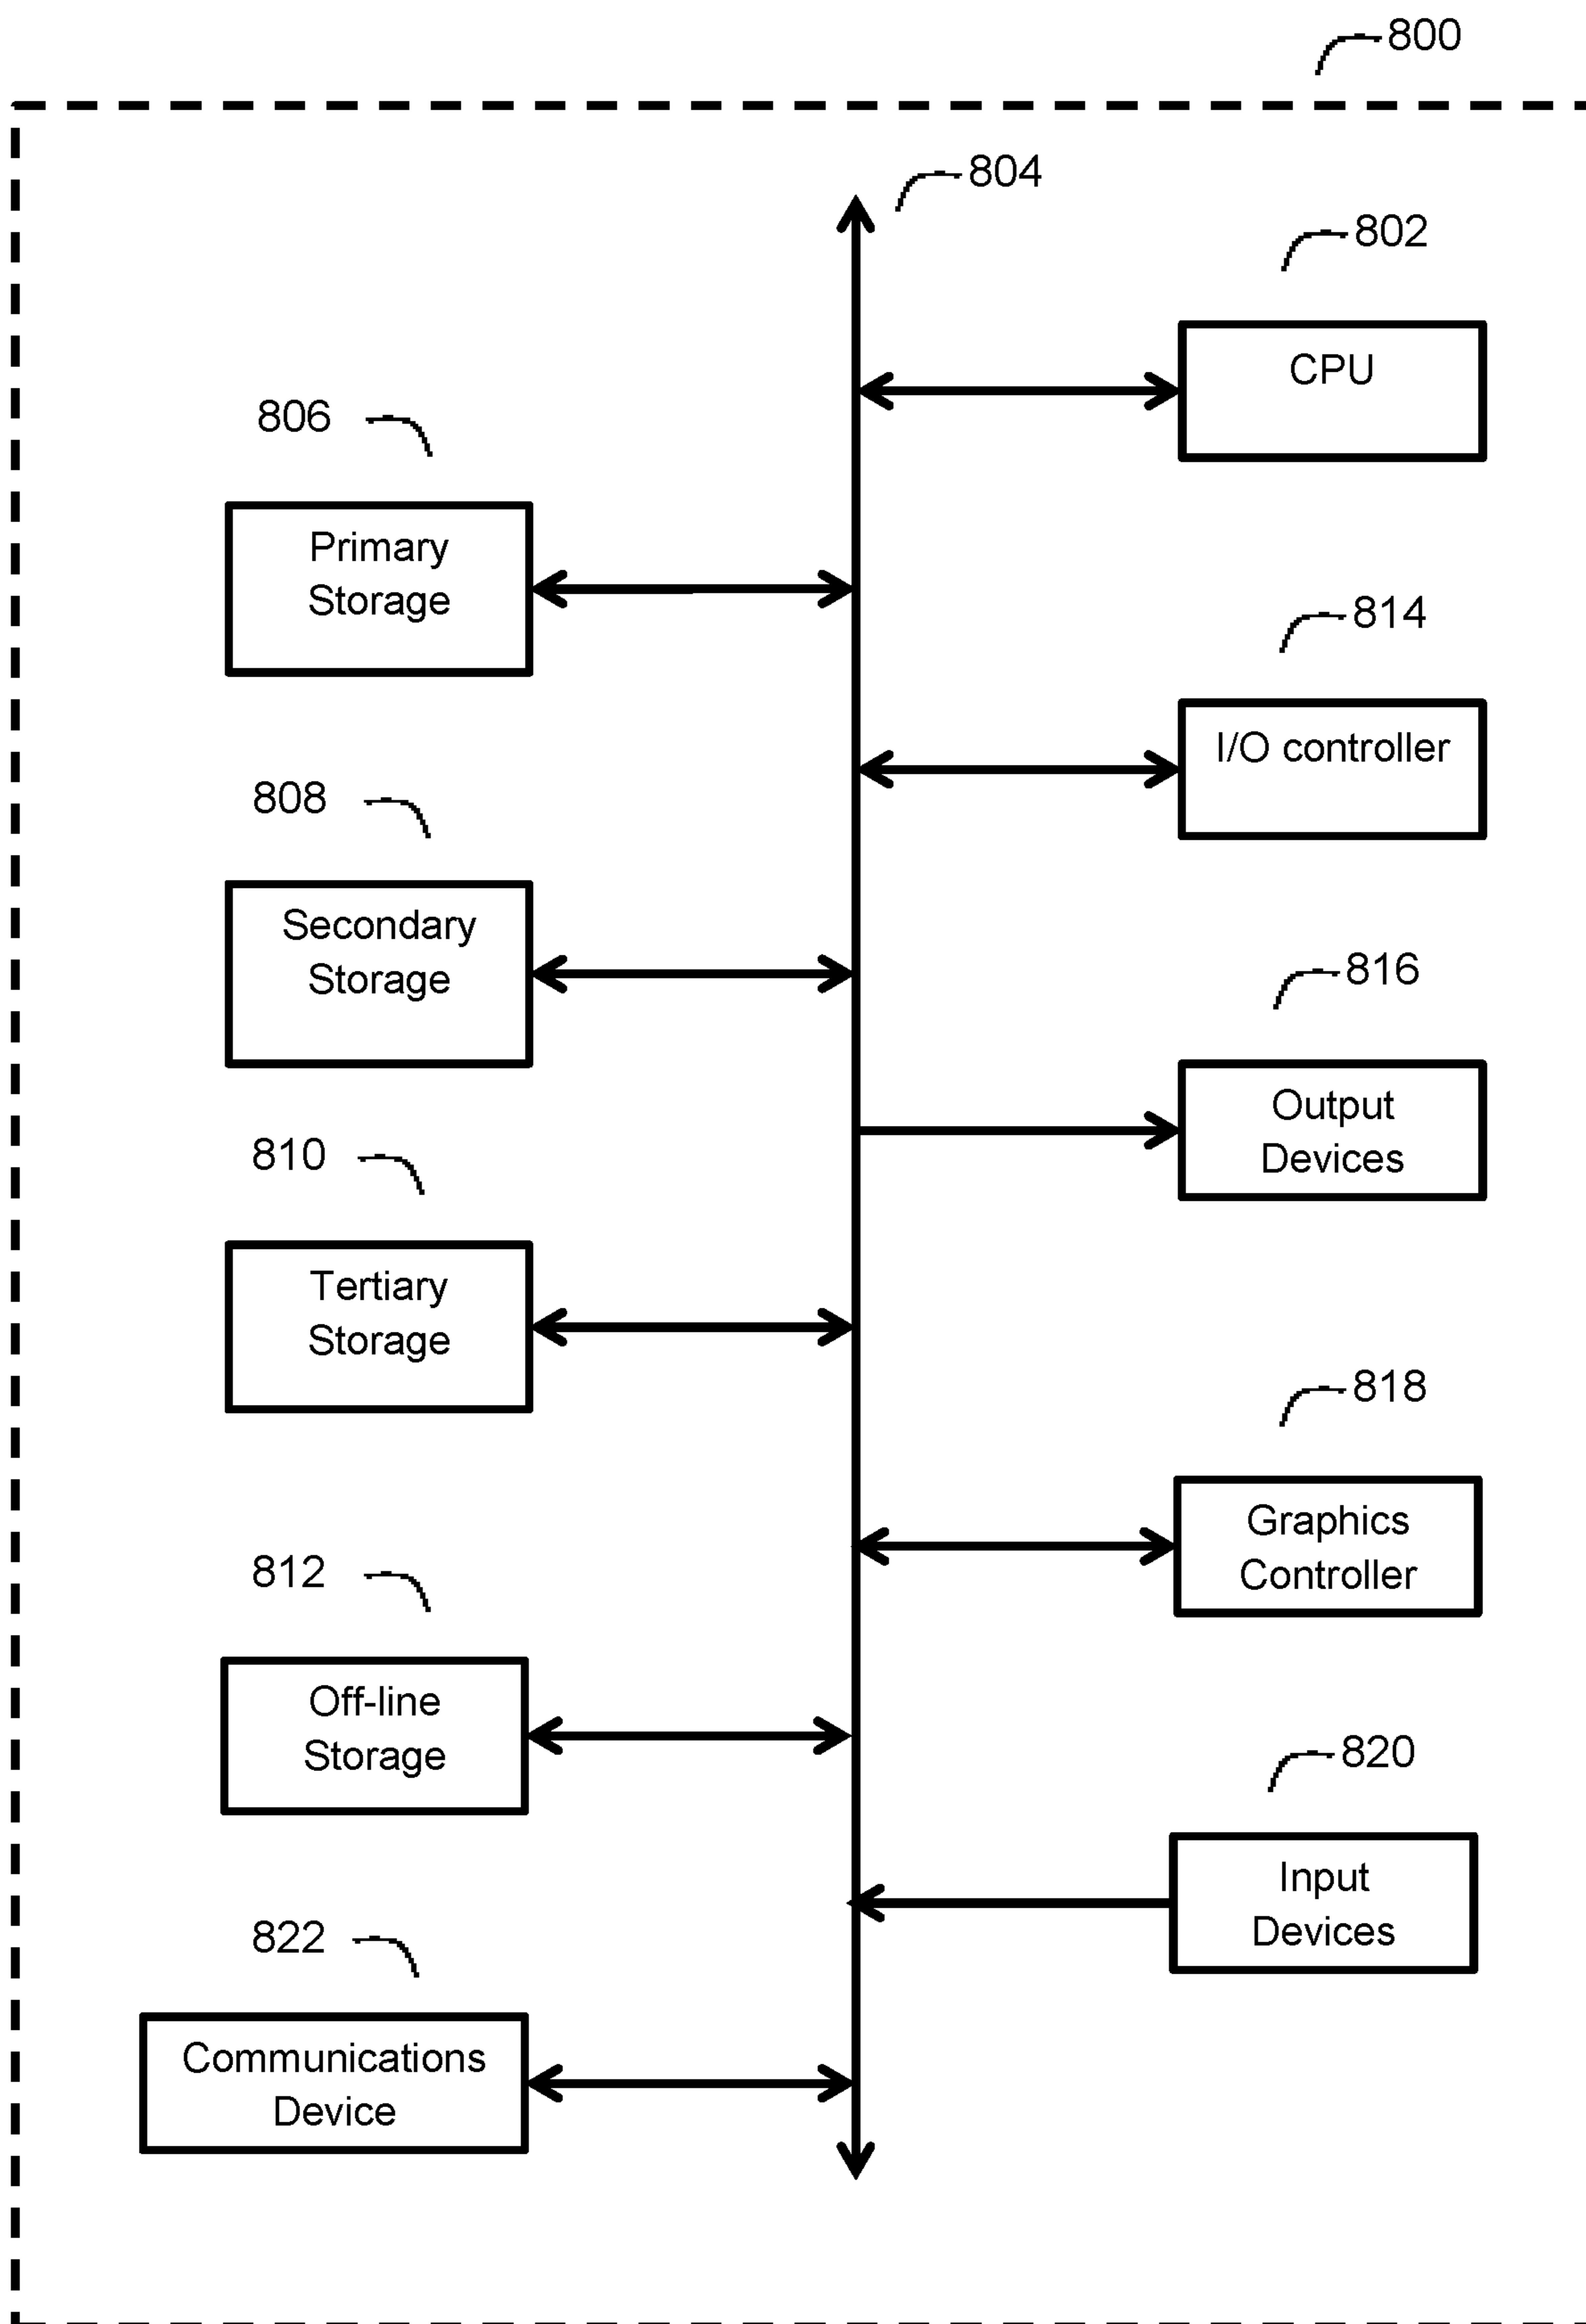 800
804
802
CPU
806
Primary
Storage
814
I/O controller
808
Secondary
Storage
816
Output
Devices
810
Tertiary
Storage
818
Graphics
Controller
812
Off-line
Storage
820
Input
Devices
822
Communications
Device